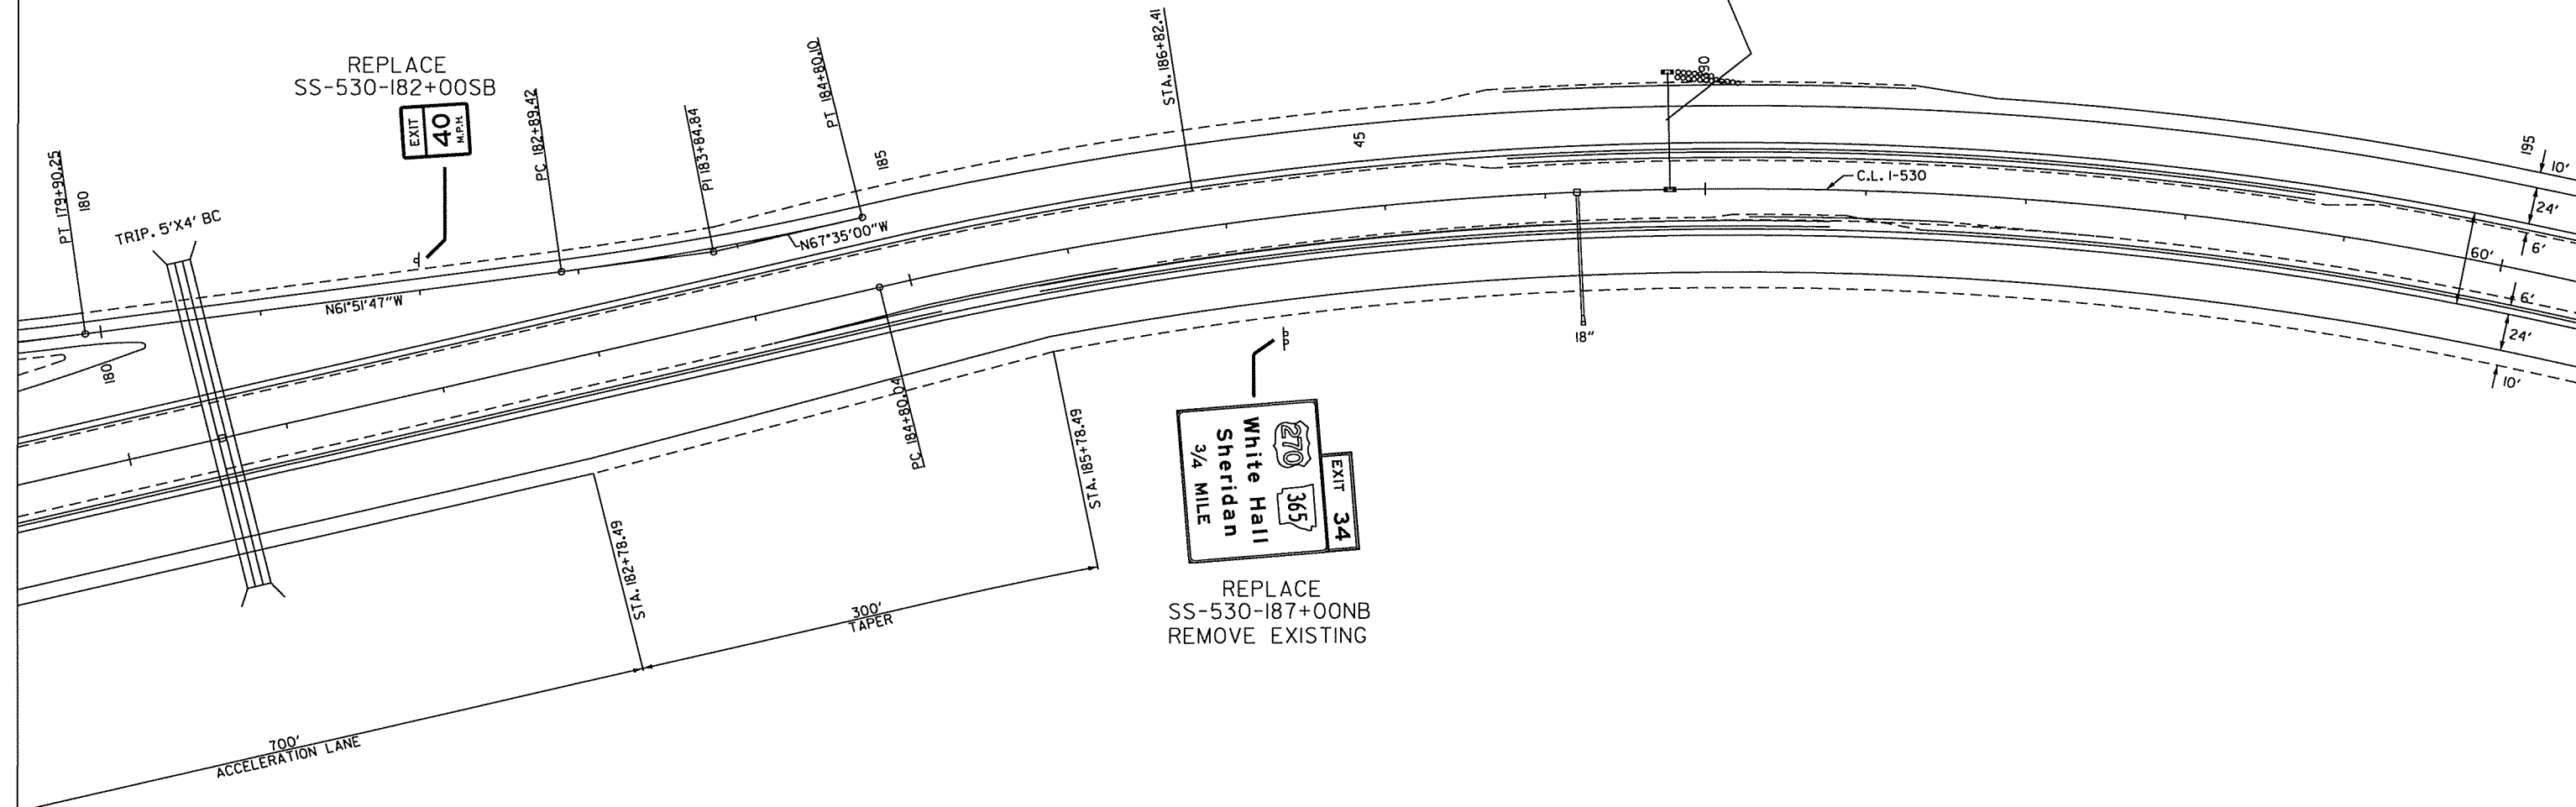 REPLACE
SS-530-182+00SB
EXIT
40
M.P.H.
PT 179+90.25
180
TRIP. 5'X4' BC
N61°51'47"W
PC 182+89.42
PI 183+84.84
PT 184+80.10
185
N67°35'00"W
STA. 186+82.41
45
C.L. I-530
195
10'
24'
6'
60'
6'
24'
10'
180
PC 184+80.04
STA. 185+78.49
STA. 182+78.49
18"
EXIT 34
270
365
White Hall
Sheridan
3/4 MILE
REPLACE
SS-530-187+00NB
REMOVE EXISTING
300'
TAPER
700'
ACCELERATION LANE